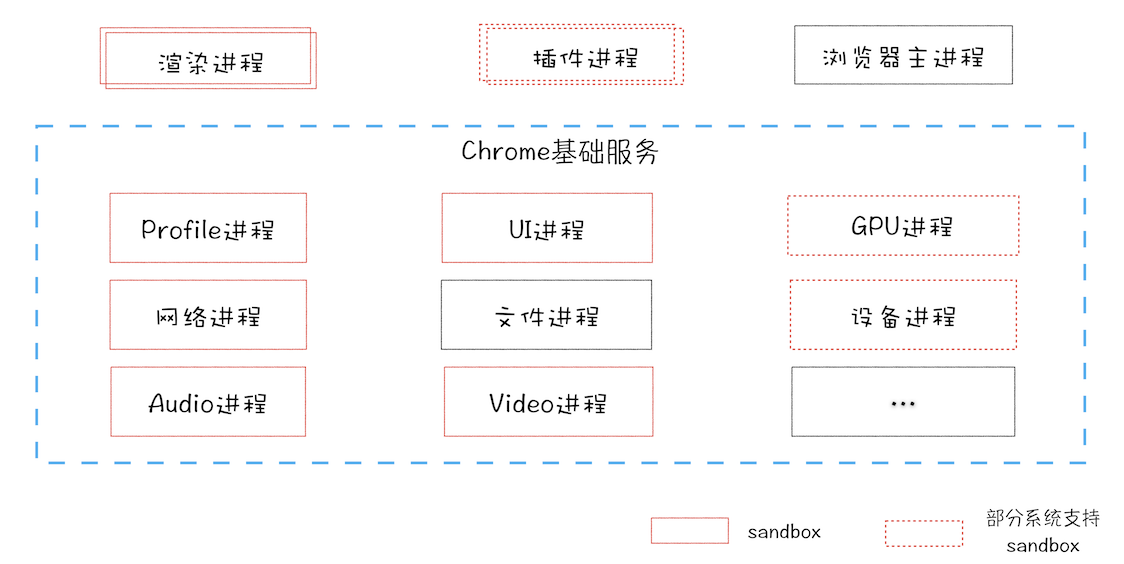 渲染进程
插件进程
浏览器主进程
Chrome基础服务
Profile进程
UI进程
GPU进程
网络进程
文件进程
设备进程
Audio进程
Video进程
...
sandbox
部分系统支持
sandbox